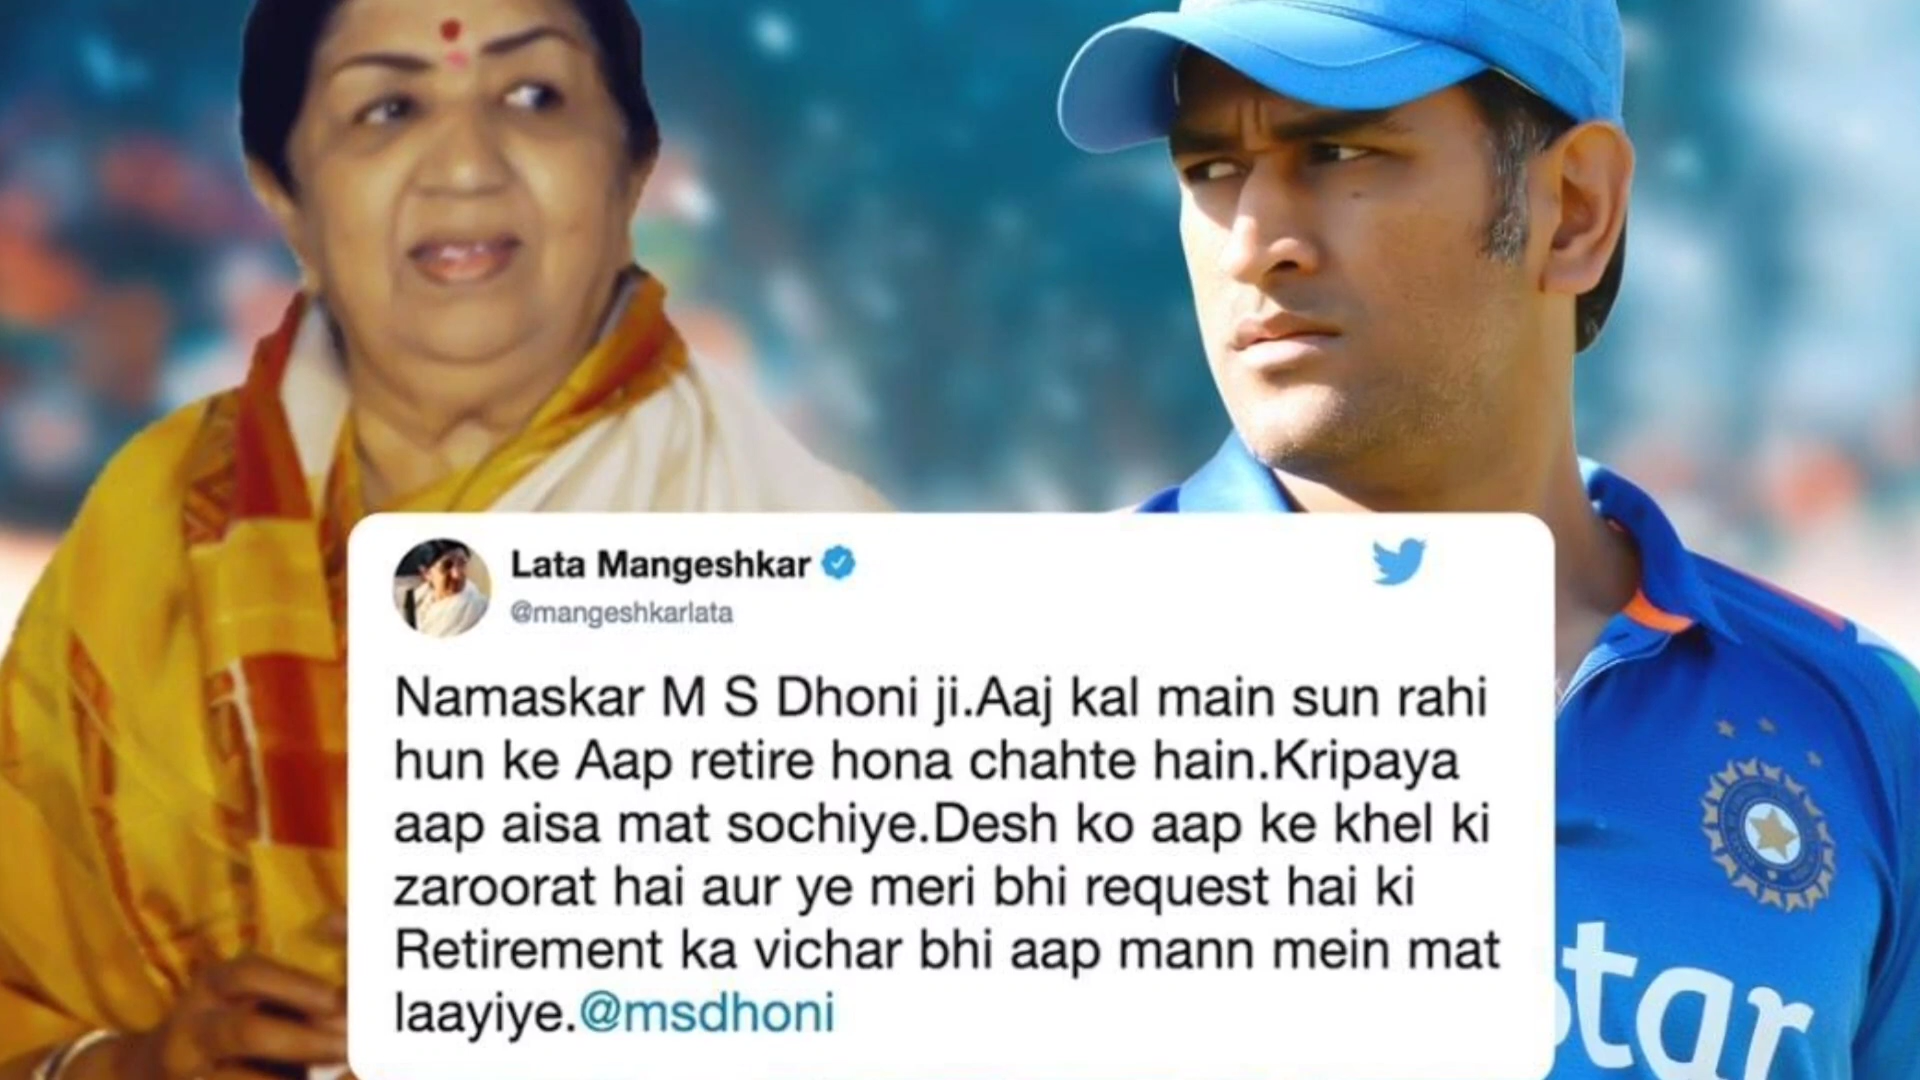 Lata Mangeshkar
@mangeshkarlata
Namaskar M S Dhoni ji.Aaj kal main sun rahi
hun ke Aap retire hona chahte hain.Kripaya
aap aisa mat sochiye.Desh ko aap ke khel ki
zaroorat hai aur ye meri bhi request hai ki
Retirement ka vichar bhi aap mann mein mat
laayiye.@msdhoni
tar